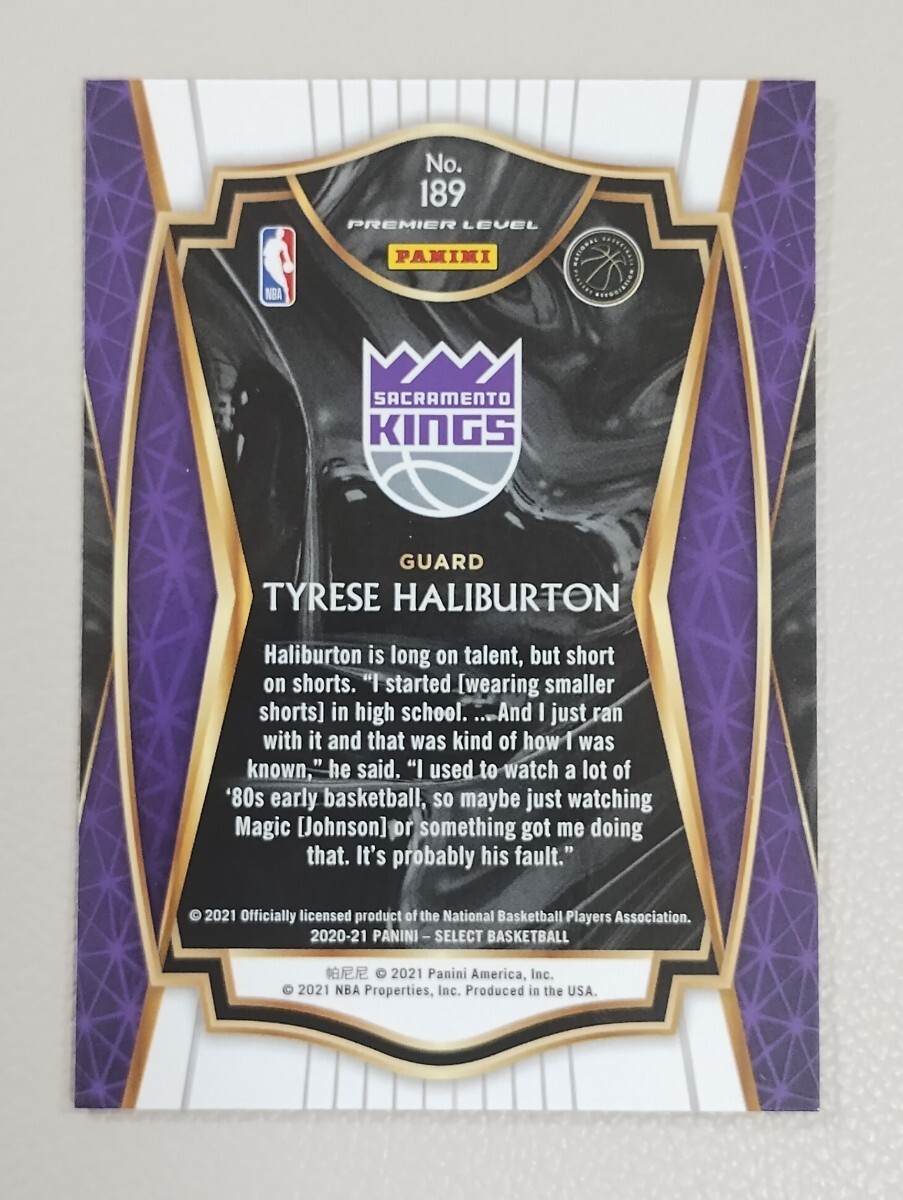 No.
189
PREMIER LEVEL
PANINI
NBA
NATIONAL BASKETBALL
PLAYERS ASSOCIATION
SACRAMENTO
KINGS
GUARD
TYRESE HALIBURTON
Haliburton is long on talent, but short
on shorts. “I started [wearing smaller
shorts] in high school. ... And I just ran
with it and that was kind of how I was
known,” he said. “I used to watch a lot of
‘80s early basketball, so maybe just watching
Magic [Johnson] or something got me doing
that. It’s probably his fault.”
© 2021 Officially licensed product of the National Basketball Players Association.
2020-21 PANINI – SELECT BASKETBALL
帕尼尼 © 2021 Panini America, Inc.
© 2021 NBA Properties, Inc. Produced in the USA.